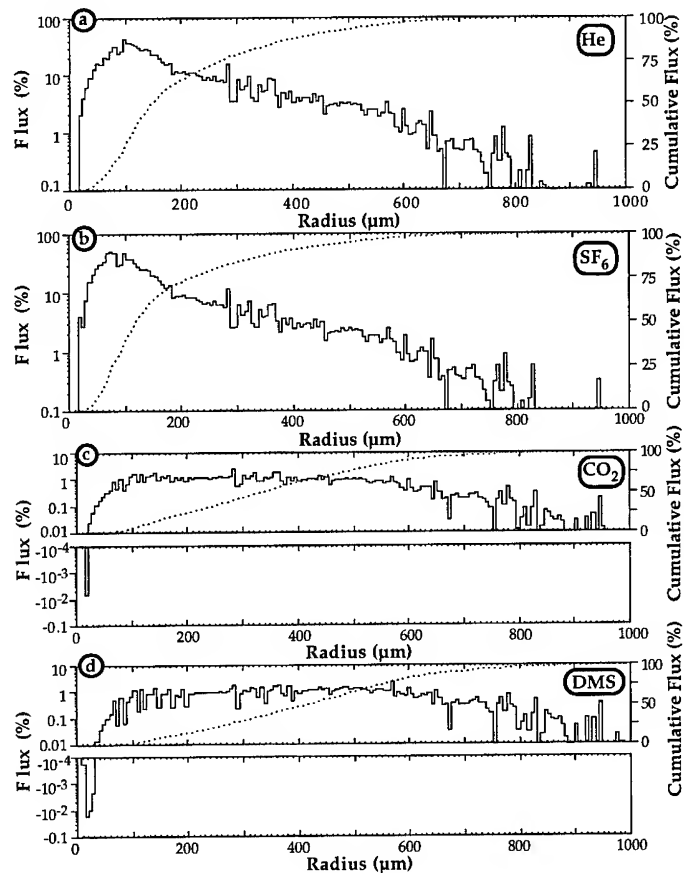 a
He
Flux (%)
100
10
1
0.1
Cumulative Flux (%)
100
75
50
25
0
0 200 400 600 800 1000
Radius (µm)
b
SF6
Flux (%)
100
10
1
0.1
Cumulative Flux (%)
100
75
50
25
0
0 200 400 600 800 1000
Radius (µm)
c
CO2
Flux (%)
10
1
0.1
0.01
Cumulative Flux (%)
100
75
50
25
0
Flux (%)
-10-4
-10-3
-10-2
-0.1
0 200 400 600 800 1000
d
DMS
Flux (%)
10
1
0.1
0.01
Cumulative Flux (%)
100
75
50
25
0
Flux (%)
-10-4
-10-3
-10-2
-0.1
0 200 400 600 800 1000
Radius (µm)